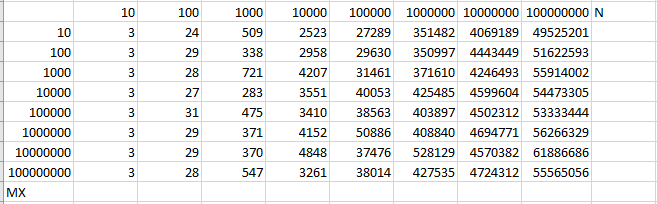 10 100 1000 10000 100000 1000000 10000000 100000000 N
10 3 24 509 2523 27289 351482 4069189 49525201
100 3 29 338 2958 29630 350997 4443449 51622593
1000 3 28 721 4207 31461 371610 4246493 55914002
10000 3 27 283 3551 40053 425485 4599604 54473305
100000 3 31 475 3410 38563 403897 4502312 53333444
1000000 3 29 371 4152 50886 408840 4694771 56266329
10000000 3 29 370 4848 37476 528129 4570382 61886686
100000000 3 28 547 3261 38014 427535 4724312 55565056
MX